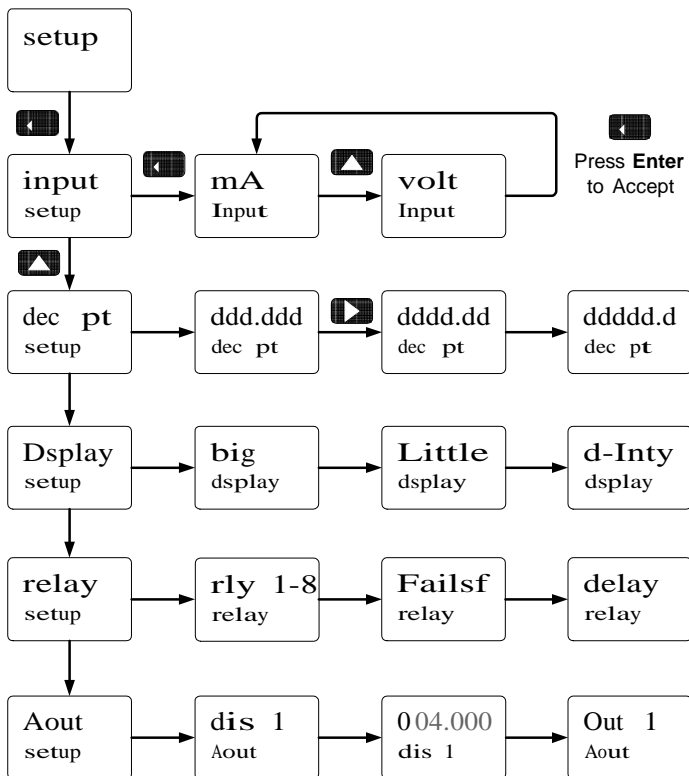 setup
input
setup
mA
Input
volt
Input
Press Enter
to Accept
dec pt
setup
ddd.ddd
dec pt
dddd.dd
dec pt
ddddd.d
dec pt
Dsplay
setup
big
dsplay
Little
dsplay
d-Inty
dsplay
relay
setup
rly 1-8
relay
Failsf
relay
delay
relay
Aout
setup
dis 1
Aout
004.000
dis 1
Out 1
Aout